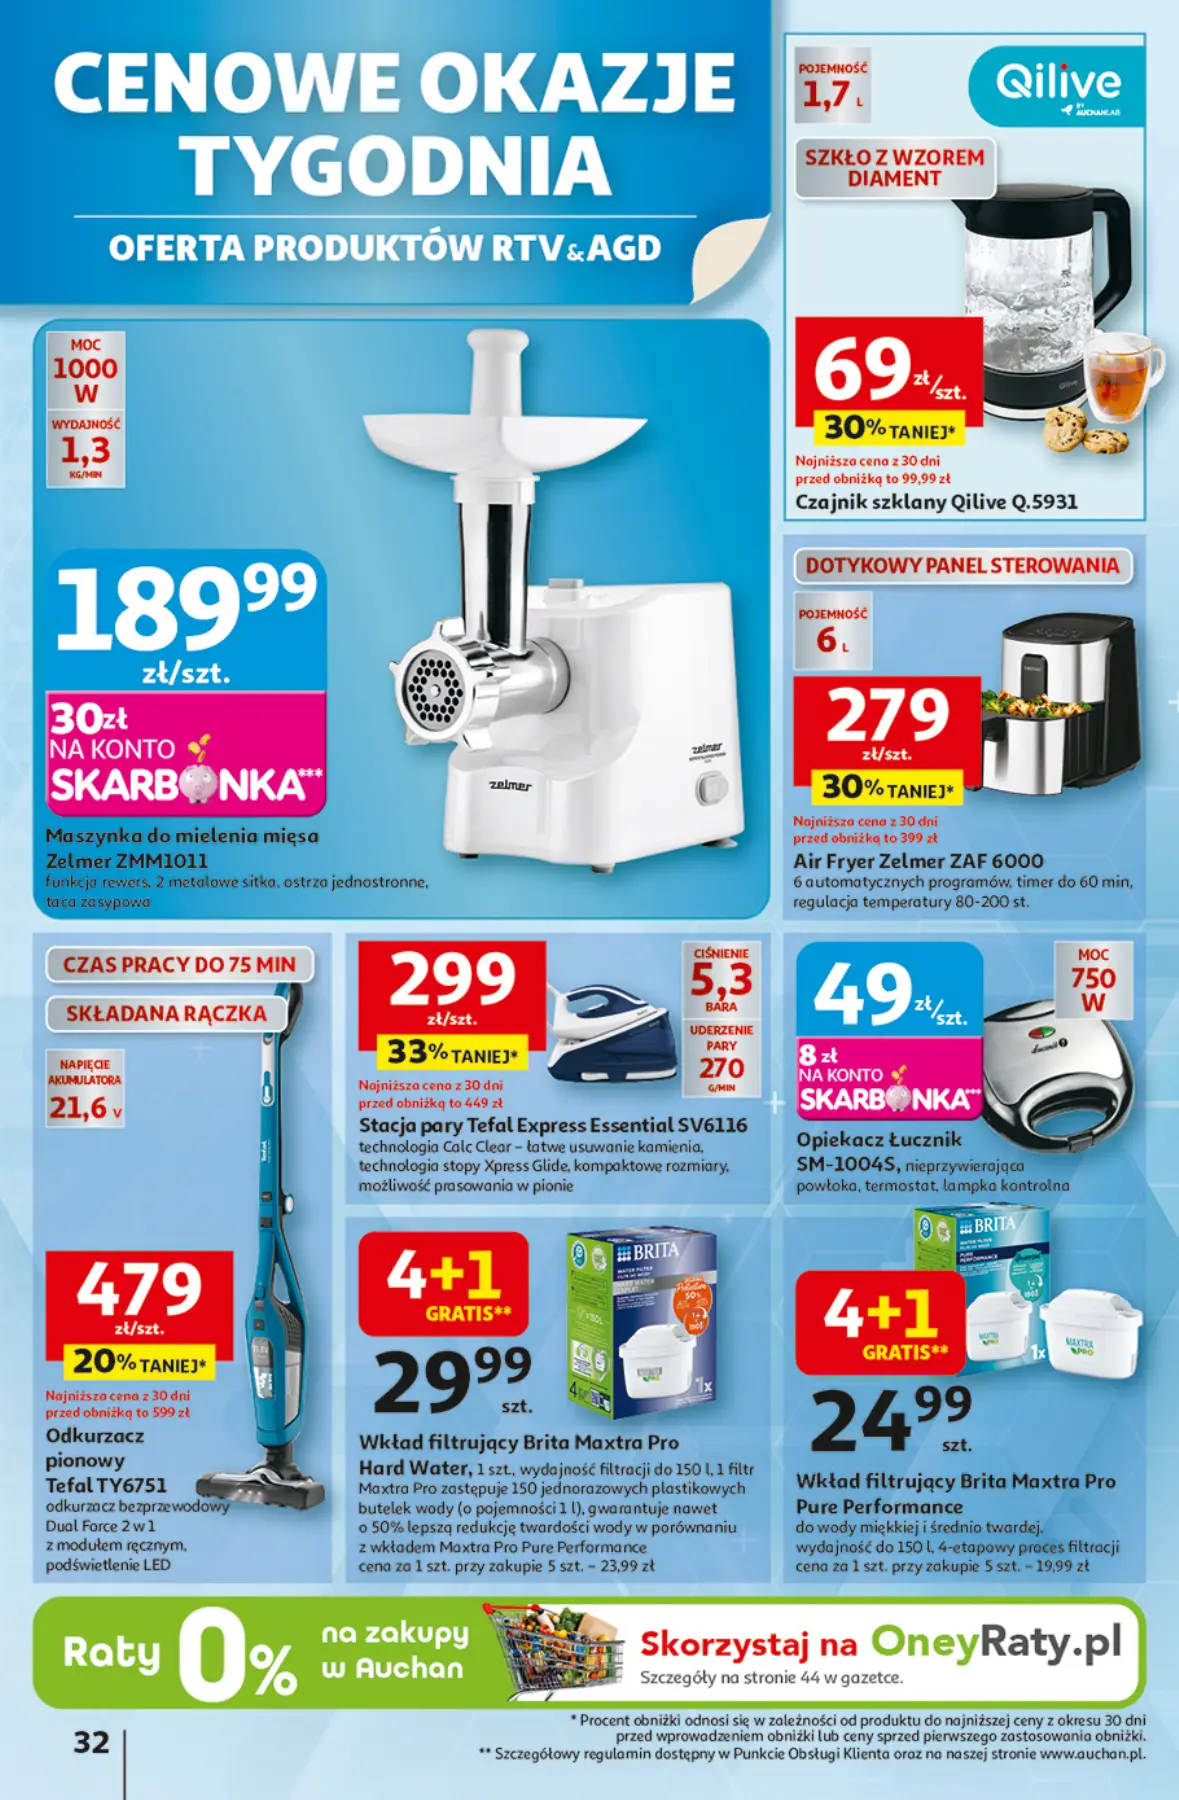 CENOWE OKAZJE
TYGODNIA
OFERTA PRODUKTÓW RTV&AGD
POJEMNOŚĆ
1,7 L
Qilive
BY
AUCHANLAB
SZKŁO Z WZOREM
DIAMENT
69 zł/szt.
30% TANIEJ*
Najniższa cena z 30 dni
przed obniżką to 99,99 zł
Czajnik szklany Qilive Q.5931
MOC
1000
W
WYDAJNOŚĆ
1,3
KG/MIN
189 99
zł/szt.
30zł
NA KONTO
SKARBONKA***
zelmer
zelmer
Maszynka do mielenia mięsa
Zelmer ZMM1011
funkcja rewers, 2 metalowe sitka, ostrza jednostronne,
taca zasypowa
DOTYKOWY PANEL STEROWANIA
POJEMNOŚĆ
6 L
279
zł/szt.
30% TANIEJ*
Najniższa cena z 30 dni
przed obniżką to 399 zł
Air Fryer Zelmer ZAF 6000
6 automatycznych programów, timer do 60 min,
regulacja temperatury 80-200 st.
CZAS PRACY DO 75 MIN
SKŁADANA RĄCZKA
NAPIĘCIE
AKUMULATORA
21,6 V
479
zł/szt.
20% TANIEJ*
Najniższa cena z 30 dni
przed obniżką to 599 zł
Odkurzacz
pionowy
Tefal TY6751
odkurzacz bezprzewodowy
Dual Force 2 w 1
z modułem ręcznym,
podświetlenie LED
299
zł/szt.
33% TANIEJ*
Najniższa cena z 30 dni
przed obniżką to 449 zł
CIŚNIENIE
5,3
BARA
UDERZENIE
PARY
270
G/MIN
Stacja pary Tefal Express Essential SV6116
technologia Calc Clear – łatwe usuwanie kamienia,
technologia stopy Xpress Glide, kompaktowe rozmiary,
możliwość prasowania w pionie
49 zł/szt.
8 zł
NA KONTO
SKARBONKA***
MOC
750
W
Łucznik
Opiekacz Łucznik
SM-1004S, nieprzywierająca
powłoka, termostat, lampka kontrolna
4+1
GRATIS**
29 99
szt.
BRITA
Wkład filtrujący Brita Maxtra Pro
Hard Water, 1 szt., wydajność filtracji do 150 l, 1 filtr
Maxtra Pro zastępuje 150 jednorazowych plastikowych
butelek wody (o pojemności 1 l), gwarantuje nawet
o 50% lepszą redukcję twardości wody w porównaniu
z wkładem Maxtra Pro Pure Performance
cena za 1 szt. przy zakupie 5 szt. – 23,99 zł
4+1
GRATIS**
24 99
szt.
BRITA
PURE
PERFORMANCE
MAXTRA
PRO
MAXTRA
PRO
Wkład filtrujący Brita Maxtra Pro
Pure Performance
do wody miękkiej i średnio twardej,
wydajność do 150 l, 4-etapowy proces filtracji
cena za 1 szt. przy zakupie 5 szt. – 19,99 zł
Raty 0%
na zakupy
w Auchan
Skorzystaj na OneyRaty.pl
Szczegóły na stronie 44 w gazetce.
32
* Procent obniżki odnosi się w zależności od produktu do najniższej ceny z okresu 30 dni
przed wprowadzeniem obniżki lub ceny sprzed pierwszego zastosowania obniżki.
** Szczegółowy regulamin dostępny w Punkcie Obsługi Klienta oraz na naszej stronie www.auchan.pl.